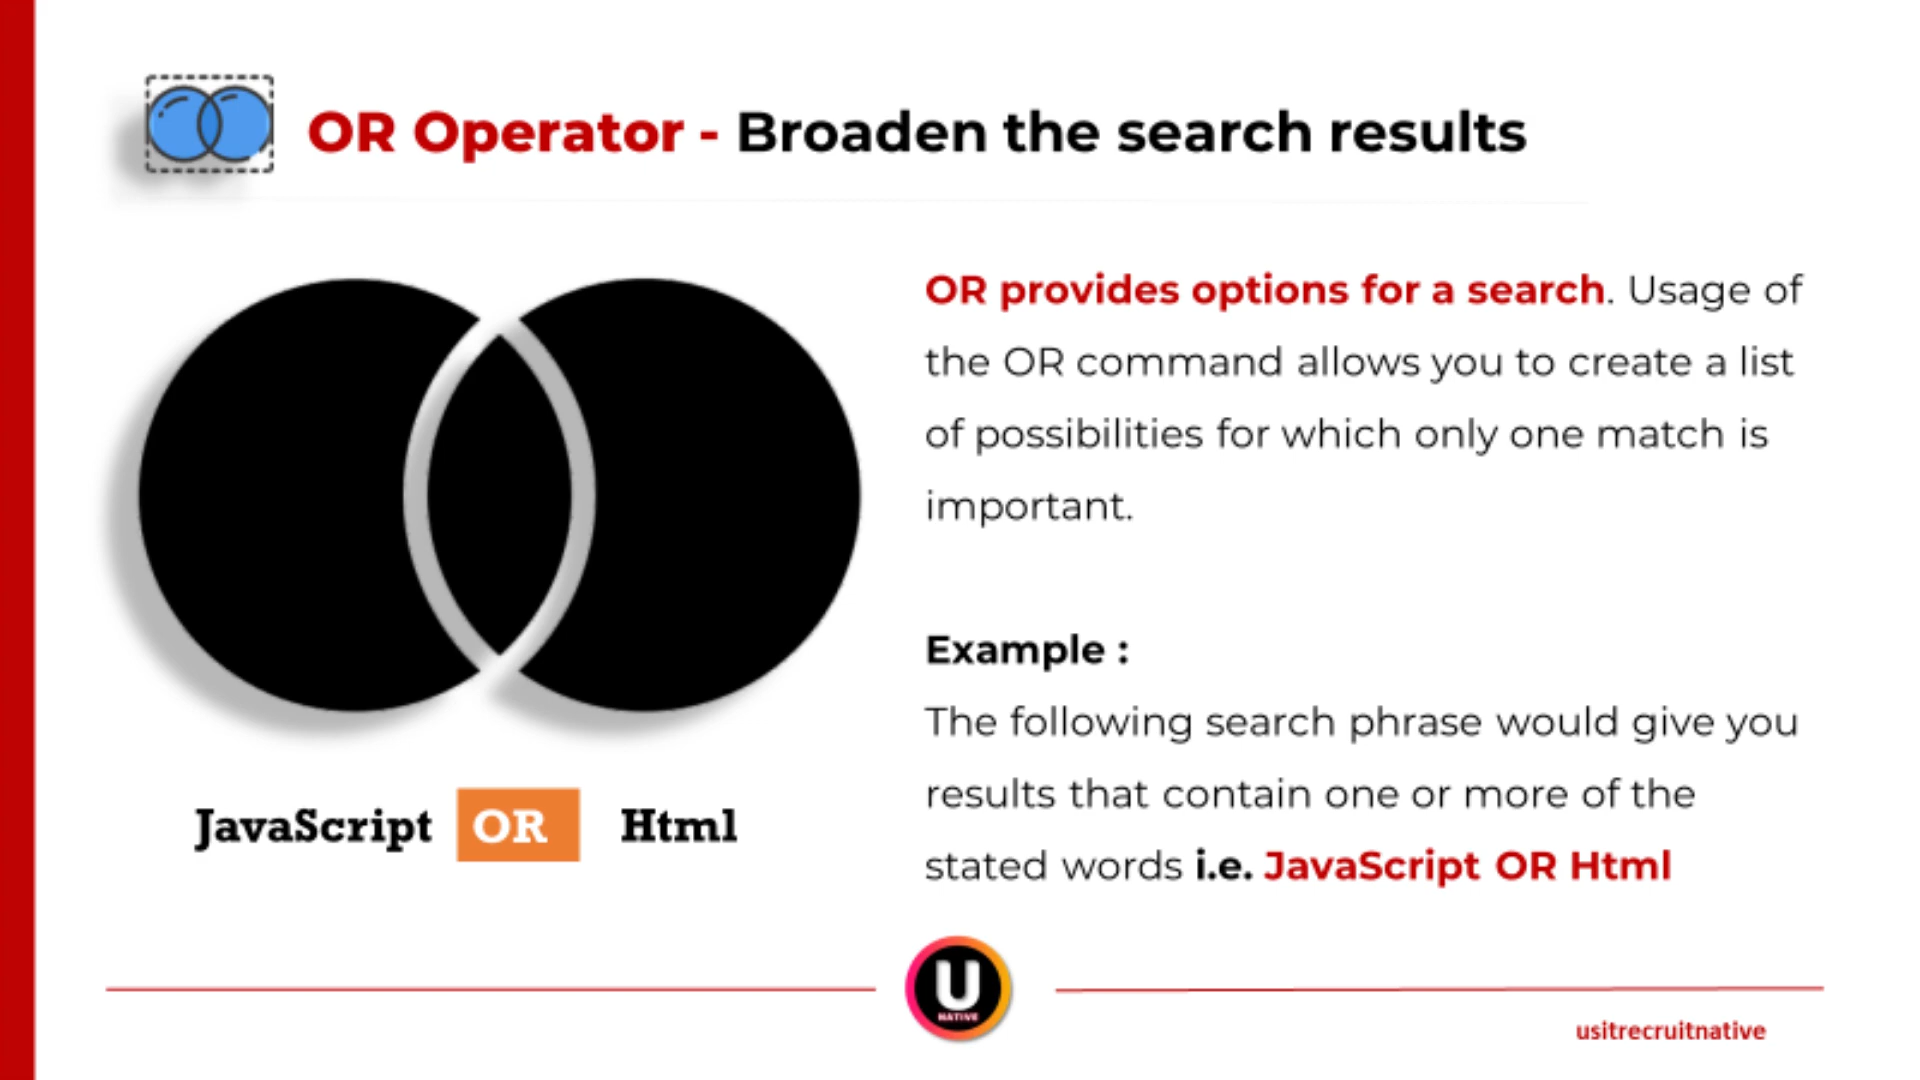 OR Operator - Broaden the search results
OR provides options for a search. Usage of
the OR command allows you to create a list
of possibilities for which only one match is
important.
Example :
The following search phrase would give you
results that contain one or more of the
stated words i.e. JavaScript OR Html
JavaScript OR Html
U
NATIVE
usitrecruitnative